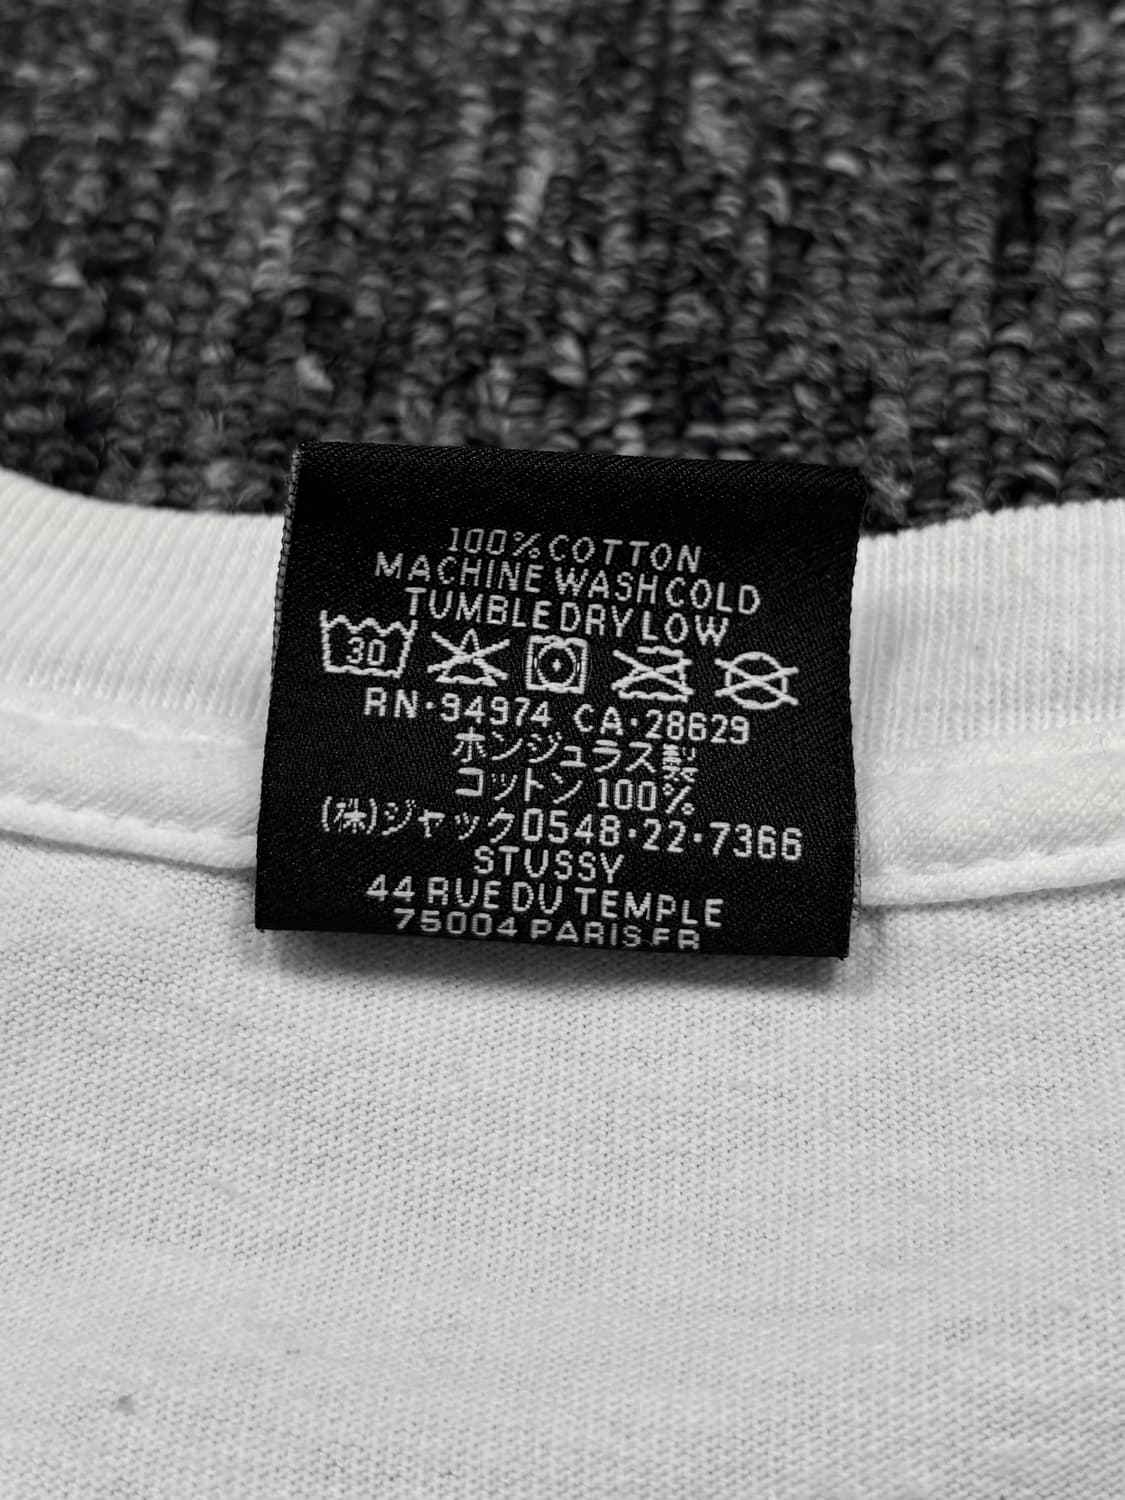 100% COTTON
MACHINE WASH COLD
TUMBLE DRY LOW
30
RN·94974 CA·28629
ホンジュラス製
コットン 100%
(株)ジャック0548·22·7366
STUSSY
44 RUE DU TEMPLE
75004 PARIS FR